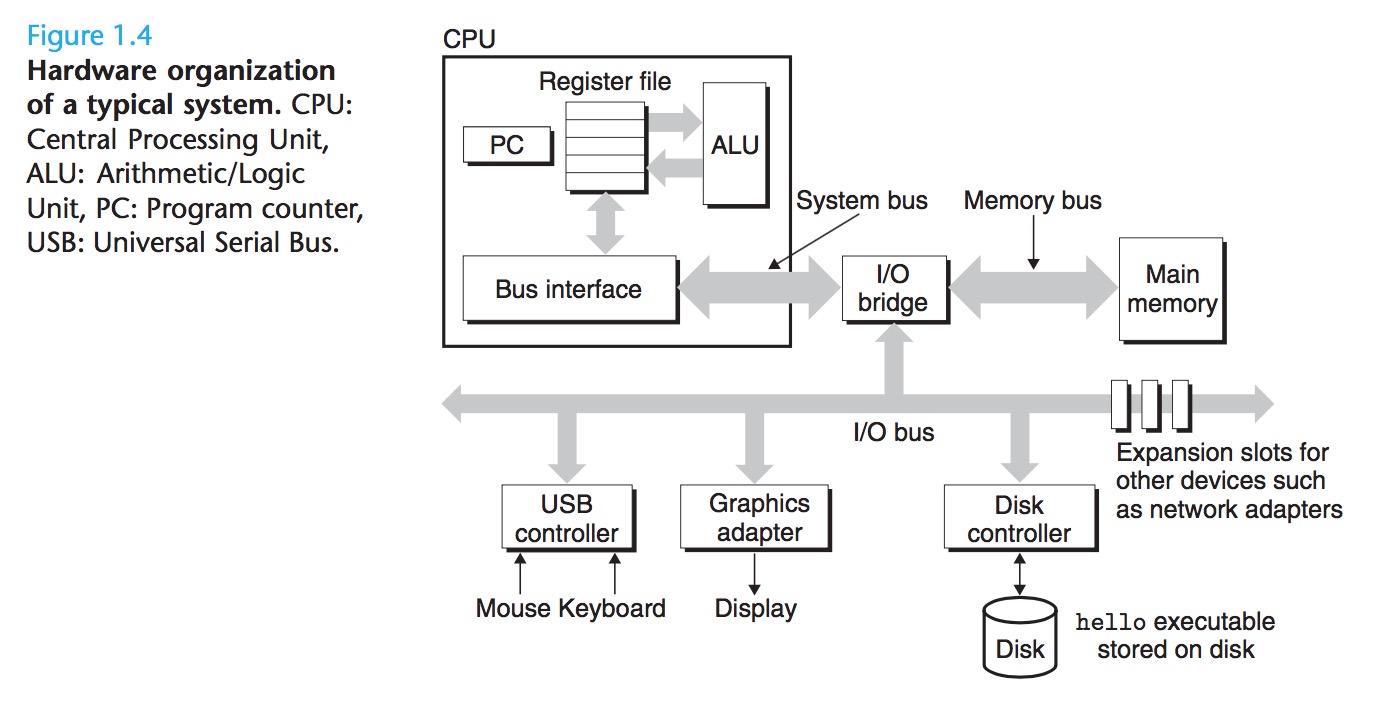 Figure 1.4
Hardware organization
of a typical system. CPU:
Central Processing Unit,
ALU: Arithmetic/Logic
Unit, PC: Program counter,
USB: Universal Serial Bus.
CPU
Register file
PC
ALU
System bus
Memory bus
Bus interface
I/O
bridge
Main
memory
I/O bus
Expansion slots for
other devices such
as network adapters
USB
controller
Graphics
adapter
Disk
controller
Mouse Keyboard
Display
Disk
hello executable
stored on disk